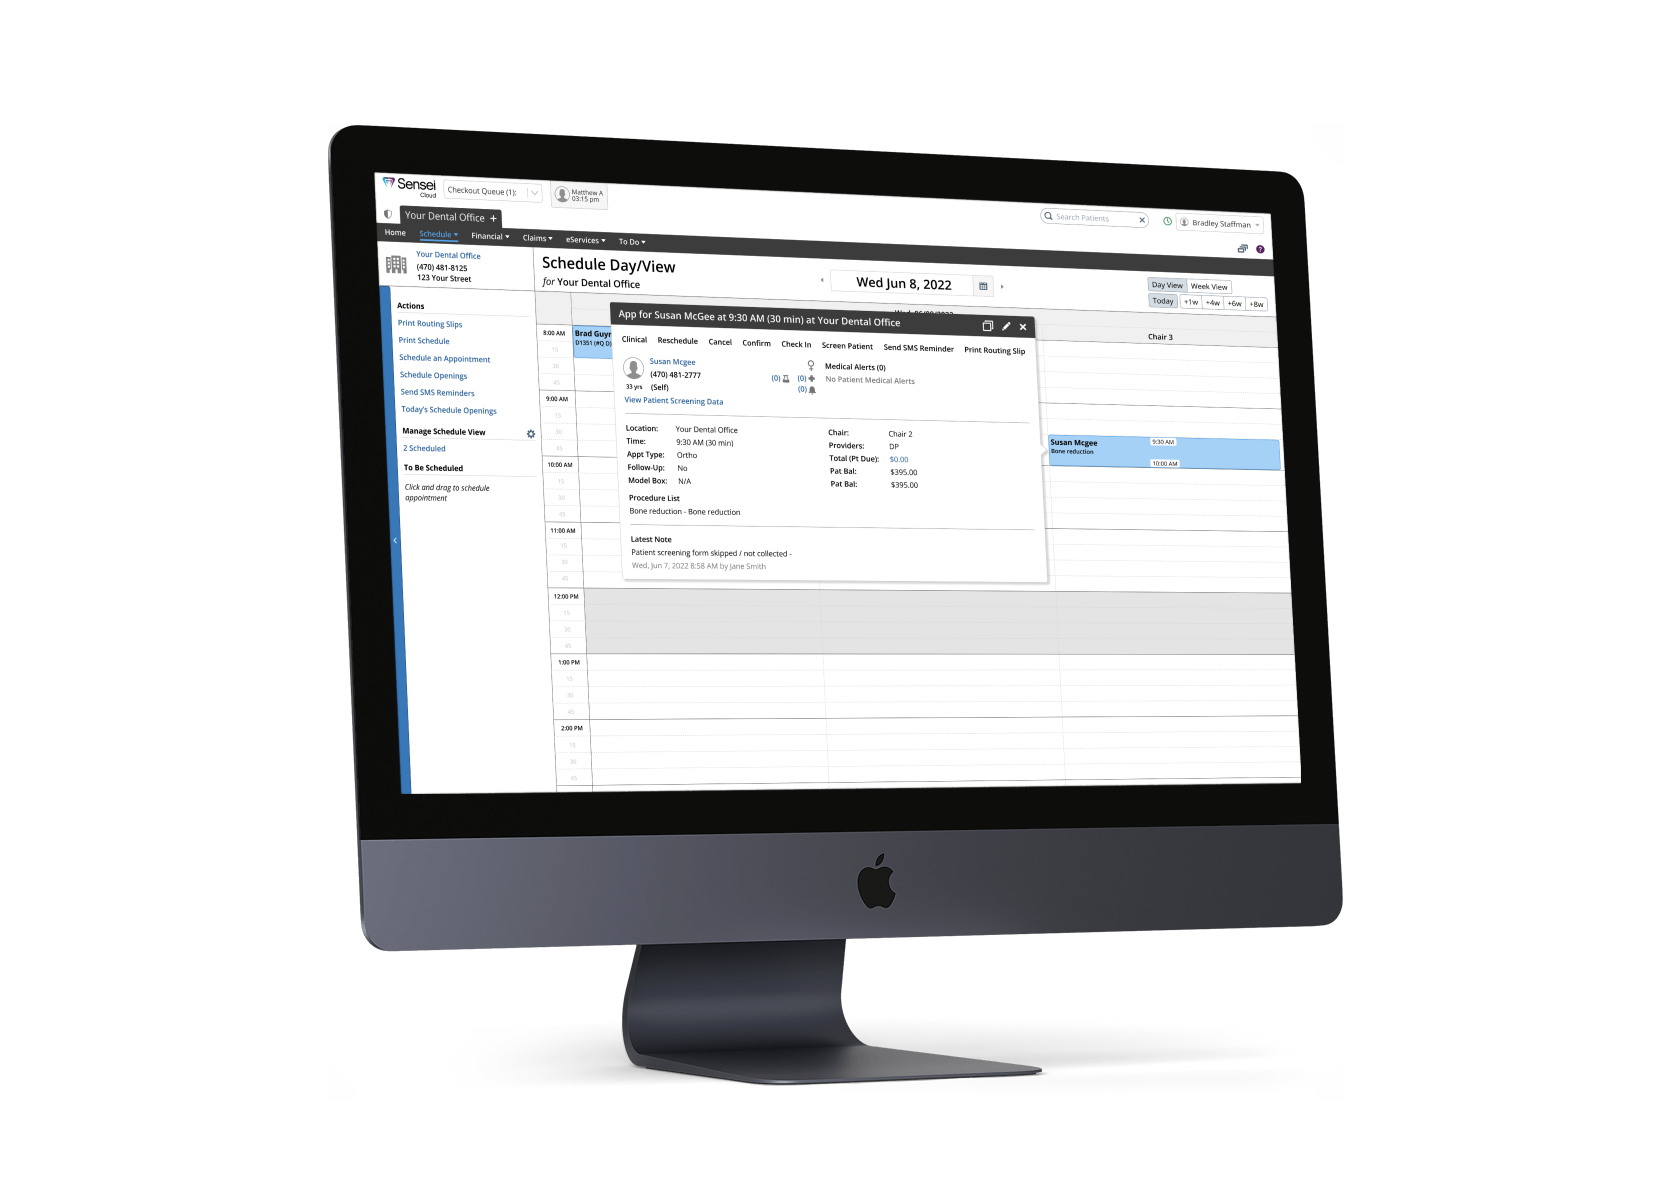 Sensei
Cloud
Checkout Queue (1):
Matthew A
03:15 pm
Search Patients
Bradley Staffman
Your Dental Office +
Home Schedule Financial Claims eServices To Do
Your Dental Office
(470) 481-8125
123 Your Street
Schedule Day/View
for Your Dental Office
Wed Jun 8, 2022
Day View Week View
Today +1w +4w +6w +8w
Actions
Print Routing Slips
Print Schedule
Schedule an Appointment
Schedule Openings
Send SMS Reminders
Today's Schedule Openings
Manage Schedule View
2 Scheduled
To Be Scheduled
Click and drag to schedule
appointment
Chair 3
8:00 AM
15
30
45
9:00 AM
15
30
45
10:00 AM
15
30
45
11:00 AM
15
30
45
12:00 PM
15
30
45
1:00 PM
15
30
45
2:00 PM
15
30
45
Brad Guyr
D1351 (#Q D)
App for Susan McGee at 9:30 AM (30 min) at Your Dental Office
Clinical Reschedule Cancel Confirm Check In Screen Patient Send SMS Reminder Print Routing Slip
Susan Mcgee
(470) 481-2777
33 yrs (Self)
View Patient Screening Data
(0) (0)
(0)
Medical Alerts (0)
No Patient Medical Alerts
Location: Your Dental Office
Time: 9:30 AM (30 min)
Appt Type: Ortho
Follow-Up: No
Model Box: N/A
Chair: Chair 2
Providers: DP
Total (Pt Due): $0.00
Pat Bal: $395.00
Pat Bal: $395.00
Procedure List
Bone reduction - Bone reduction
Latest Note
Patient screening form skipped / not collected -
Wed, Jun 7, 2022 8:58 AM by Jane Smith
Susan Mcgee 9:30 AM
Bone reduction
10:00 AM